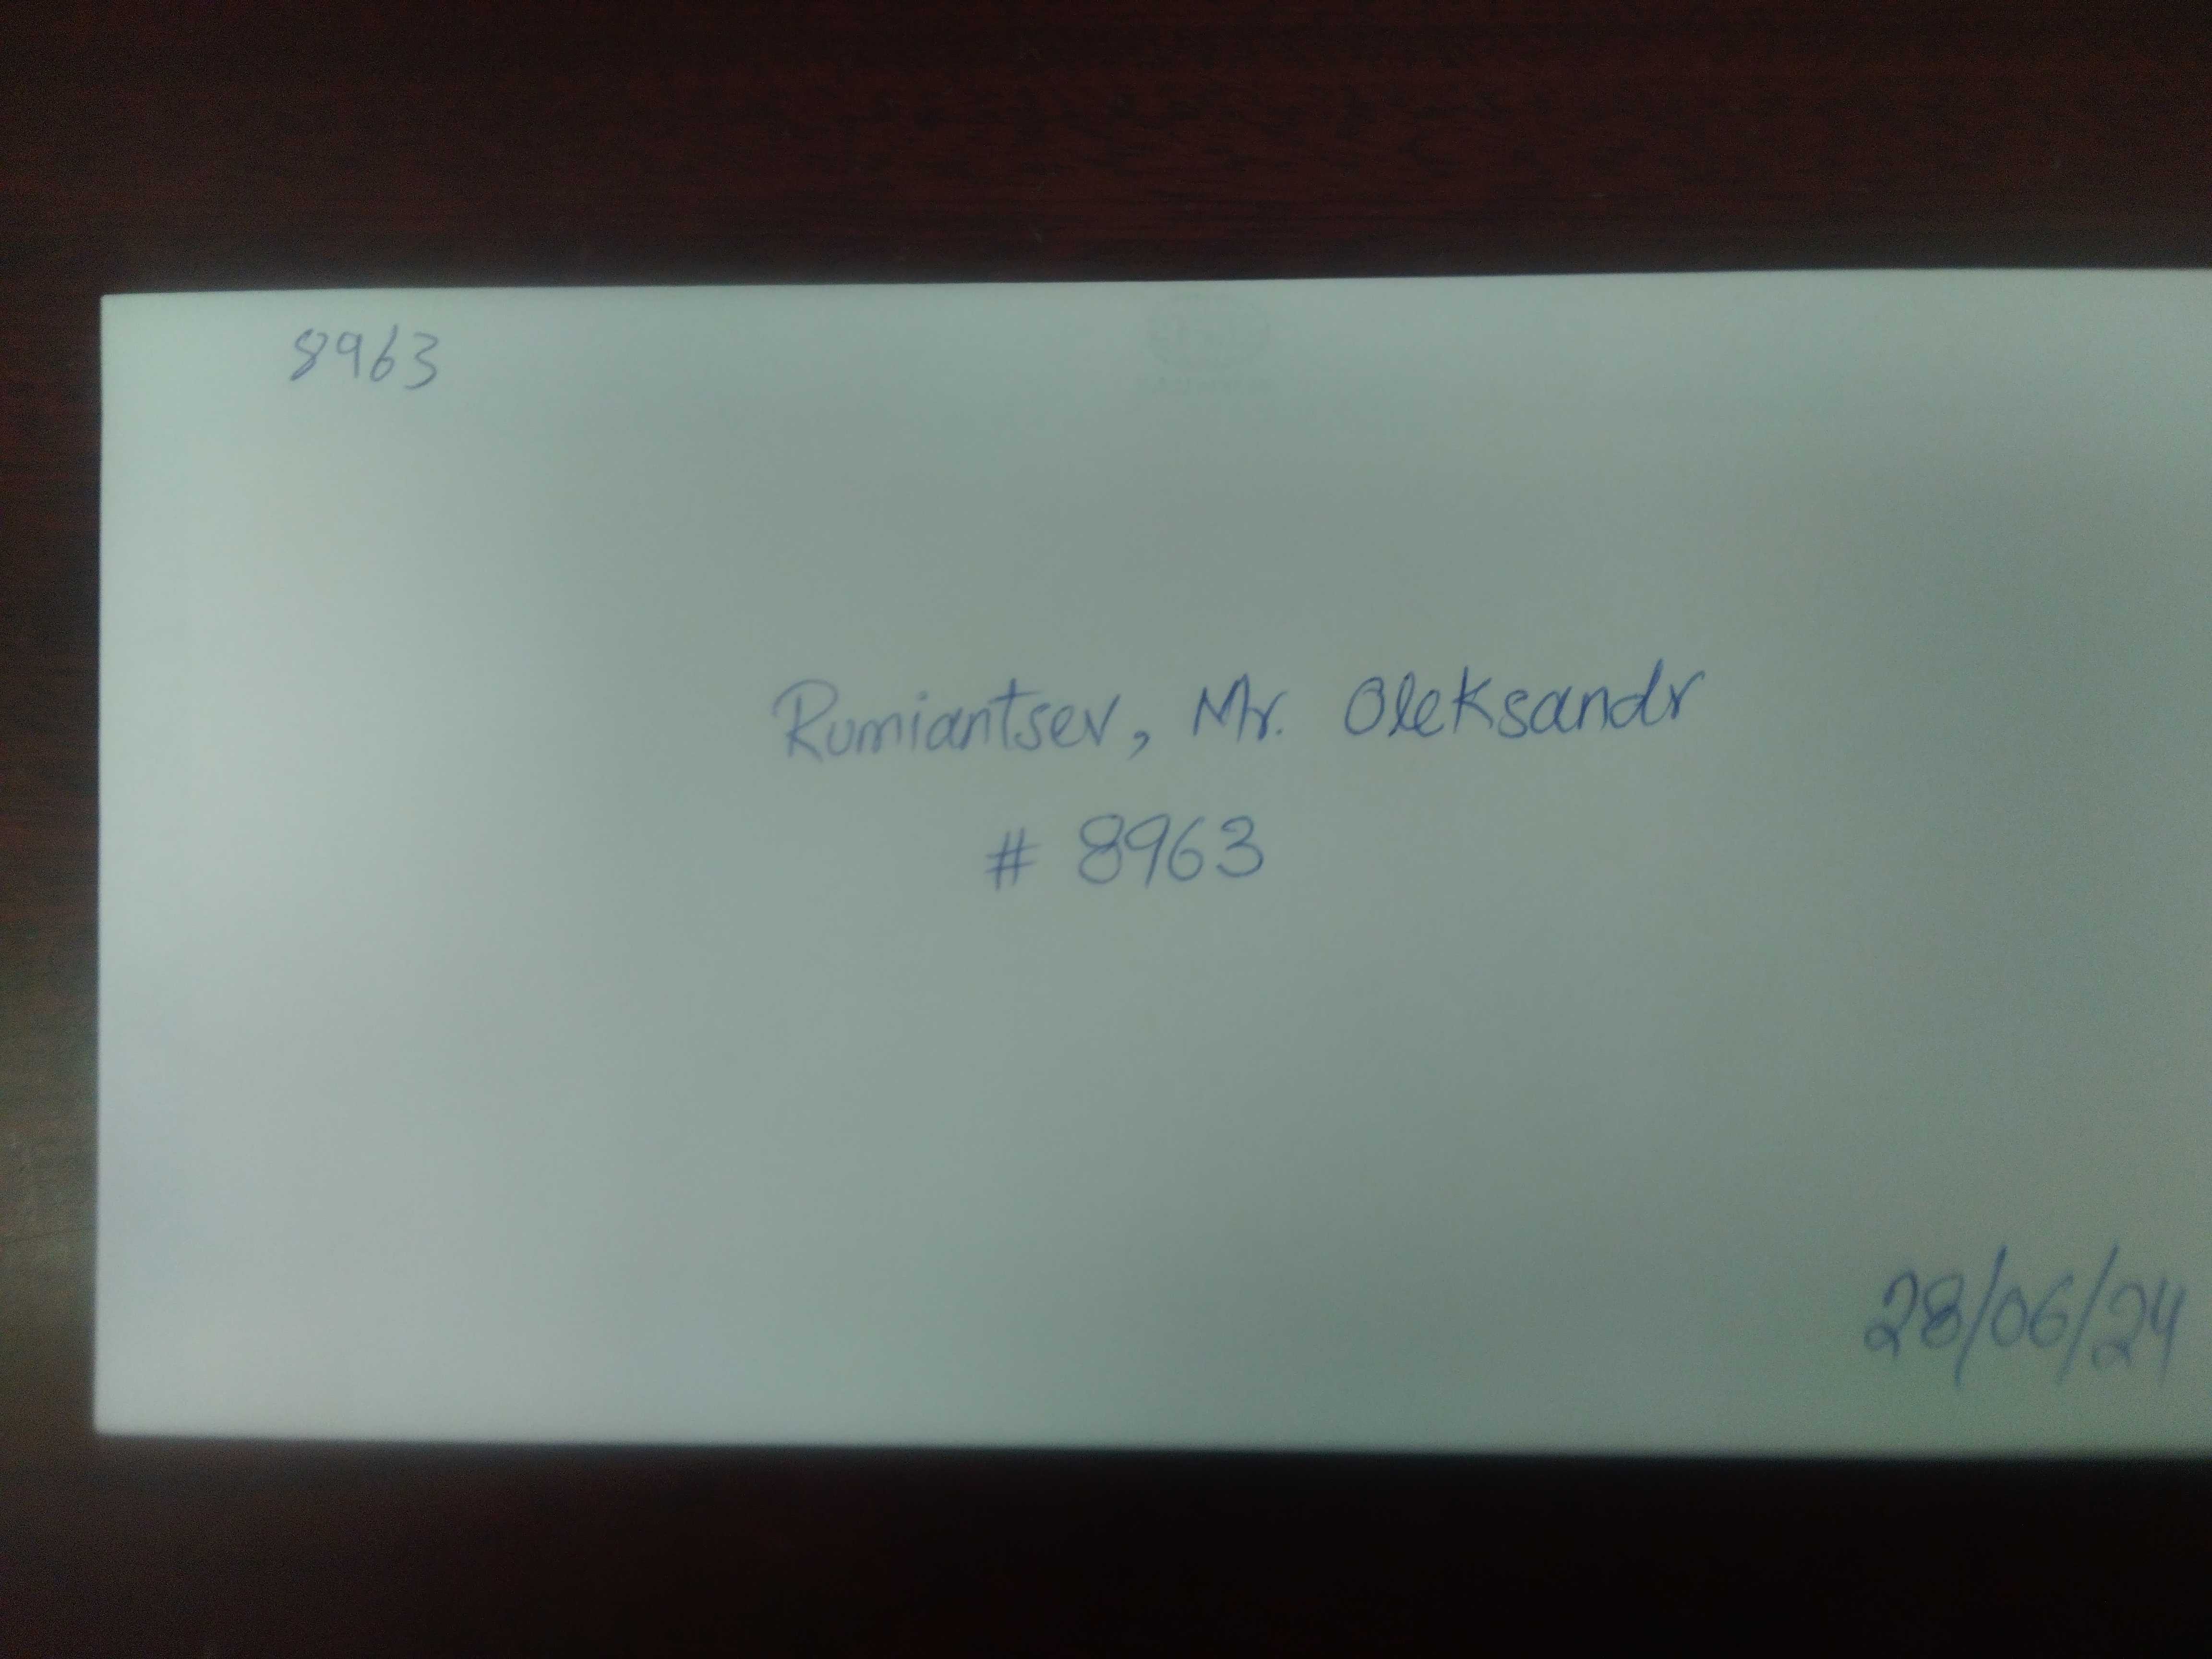 8963
Rumiantsev, Mr. Oleksandr
# 8963
28/06/24